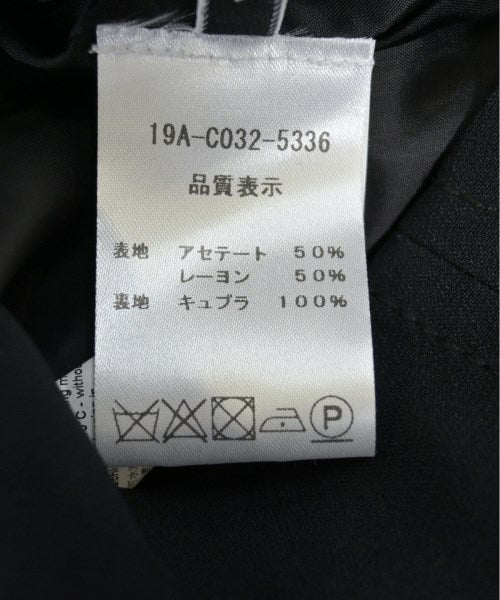 19A-C032-5336
品質表示
表地 アセテート 50%
レーヨン 50%
裏地 キュプラ 100%
P
°C - witho